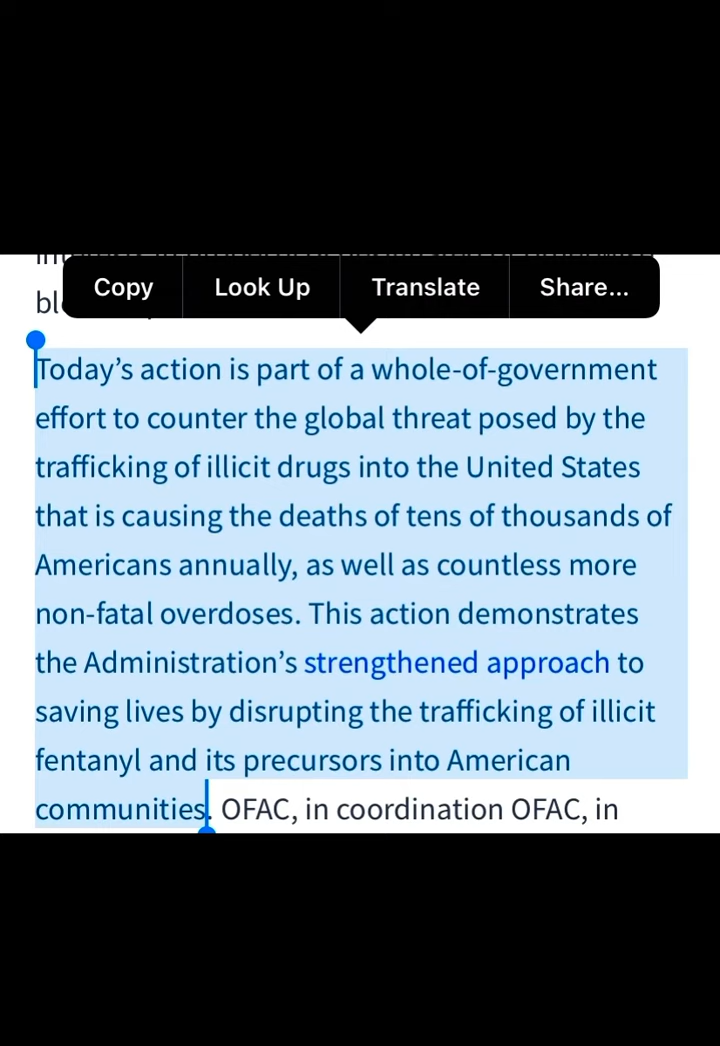 Copy Look Up Translate Share...
Today's action is part of a whole-of-government
effort to counter the global threat posed by the
trafficking of illicit drugs into the United States
that is causing the deaths of tens of thousands of
Americans annually, as well as countless more
non-fatal overdoses. This action demonstrates
the Administration's strengthened approach to
saving lives by disrupting the trafficking of illicit
fentanyl and its precursors into American
communities. OFAC, in coordination OFAC, in